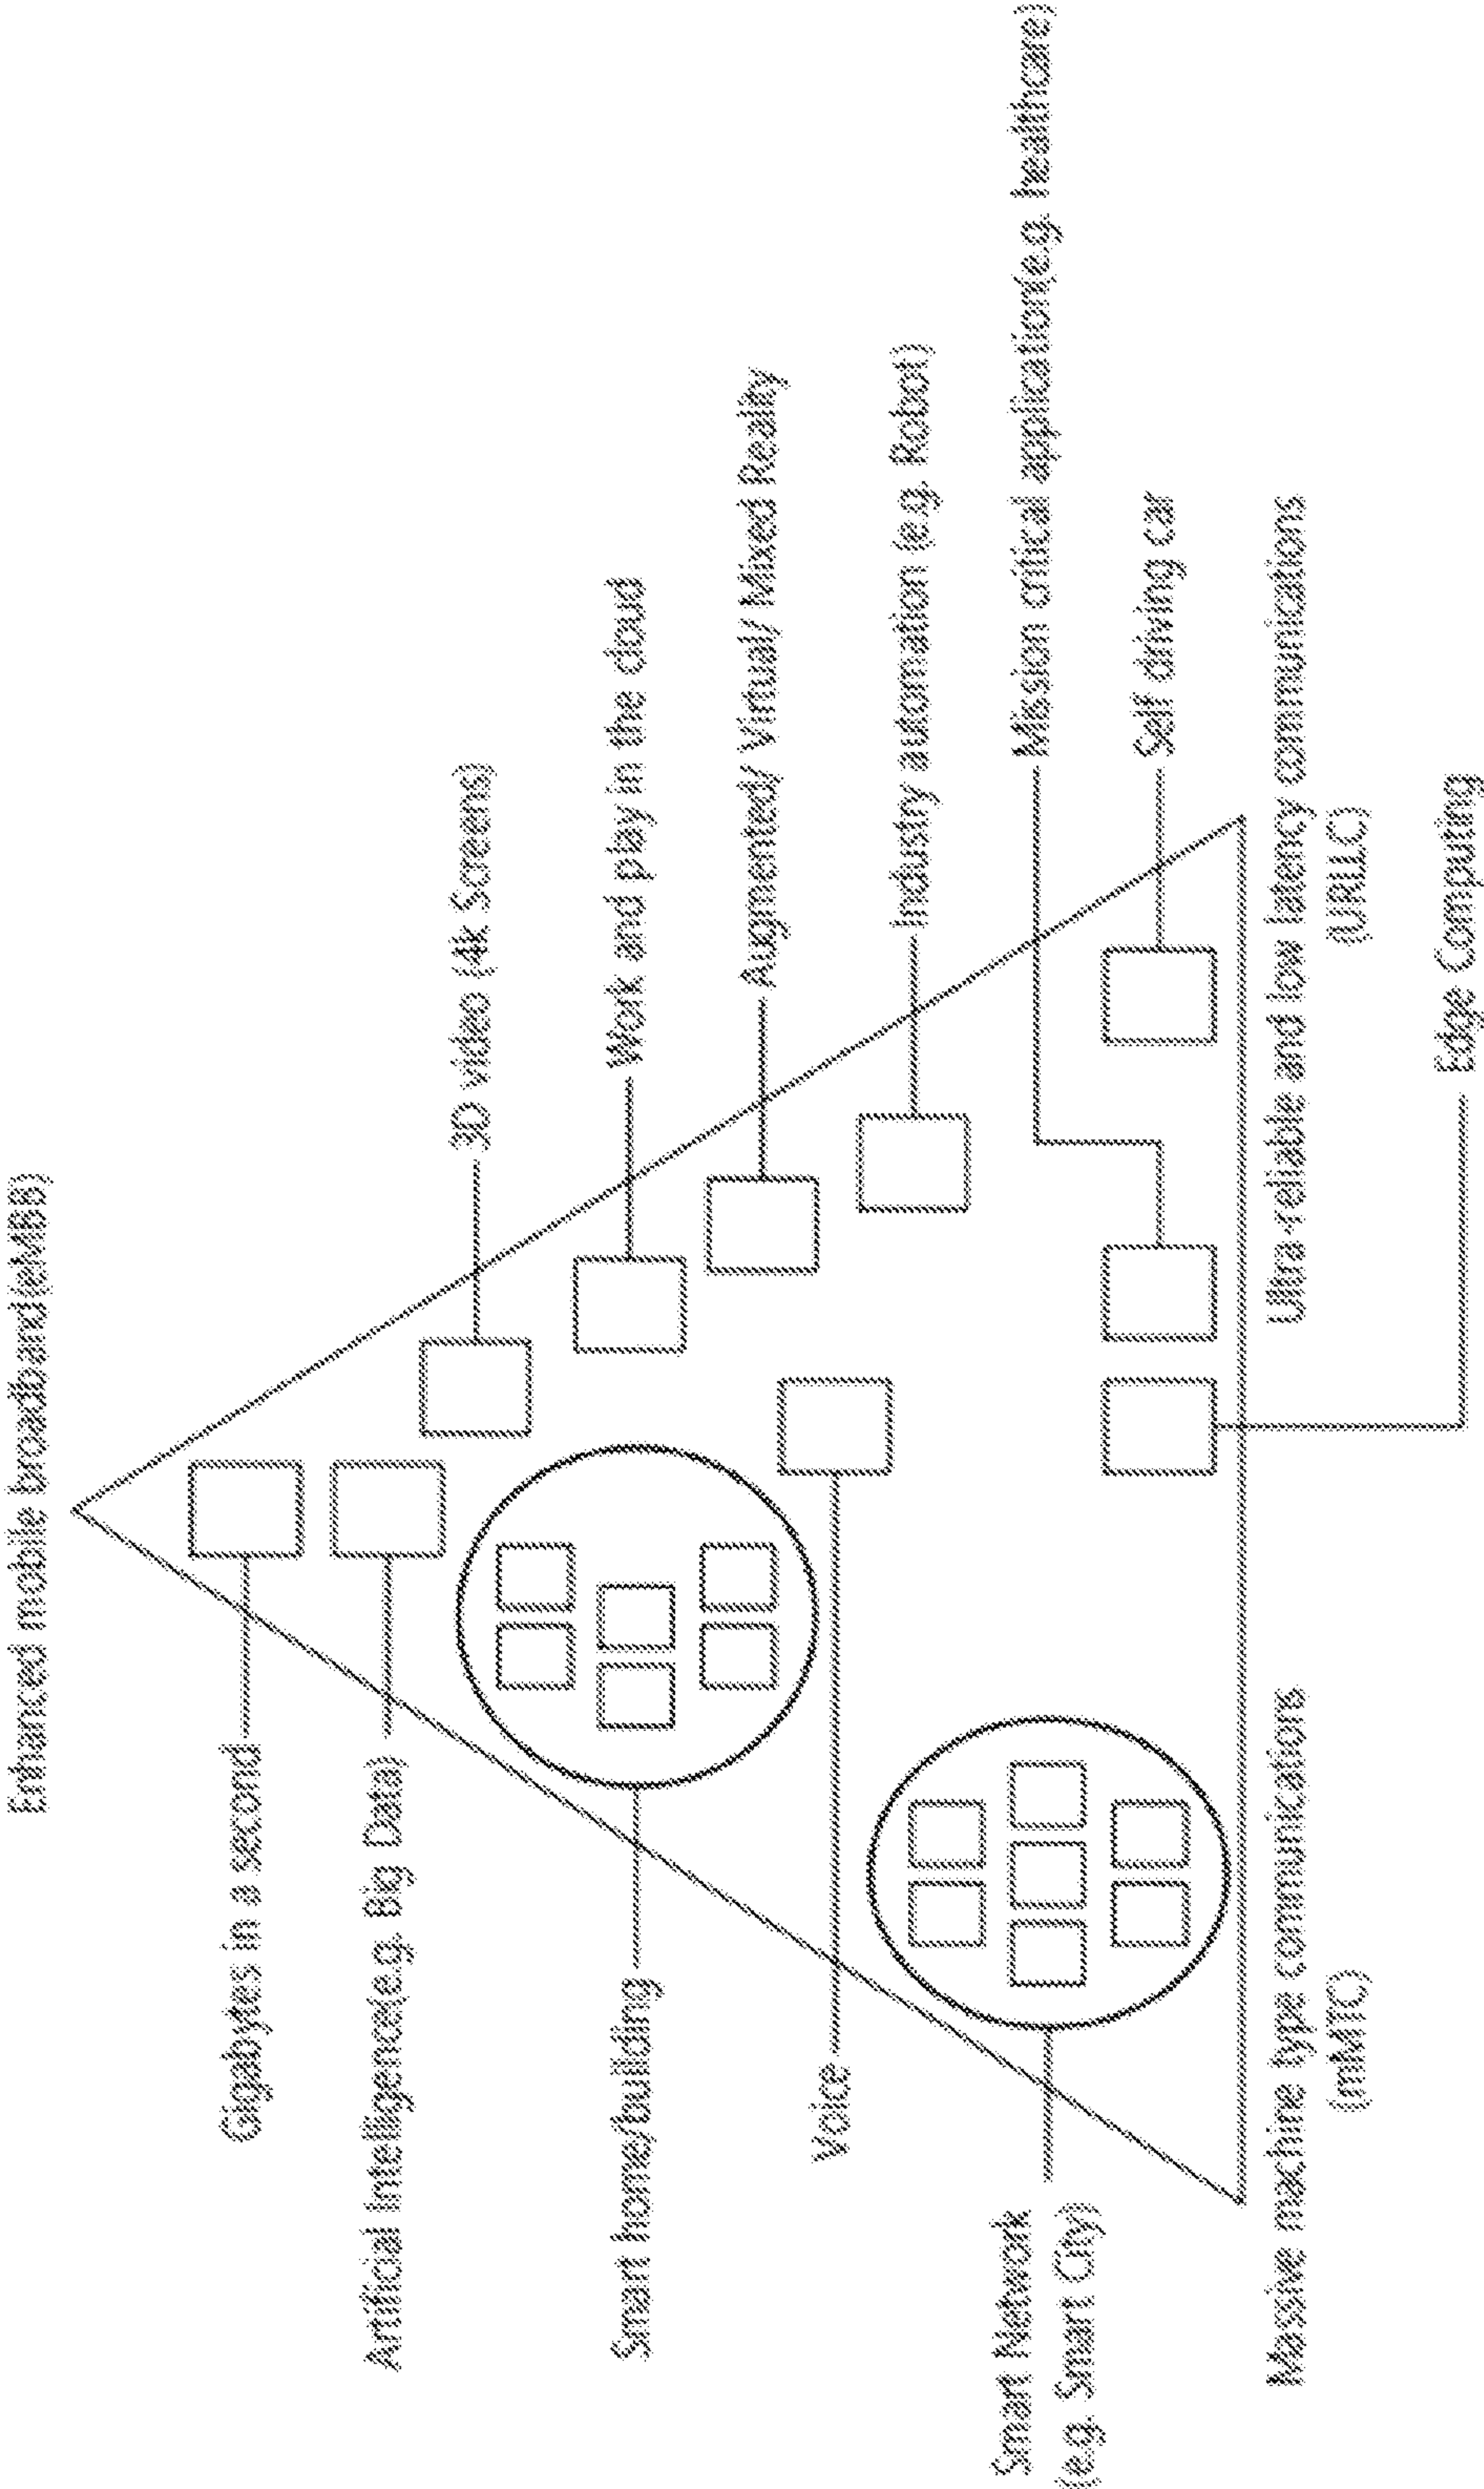 Enhanced mobile broadband(eMBB)
Gigabytes in a second
Artificial Intelligence(e.g. Big Data)
3D video (4k Screens)
Smart home/building
Work and play in the cloud
Augmented/ Virtual/ Mixed Reality
Voice
Industry automation (e.g. Robot)
Smart Network
(e.g. Smart City)
Mission critical application(e.g. healthcare)
Self driving car
Massive machine type communications
(mMTC)
Ultra-reliable and low latency communications
(URLLC)
Edge Computing